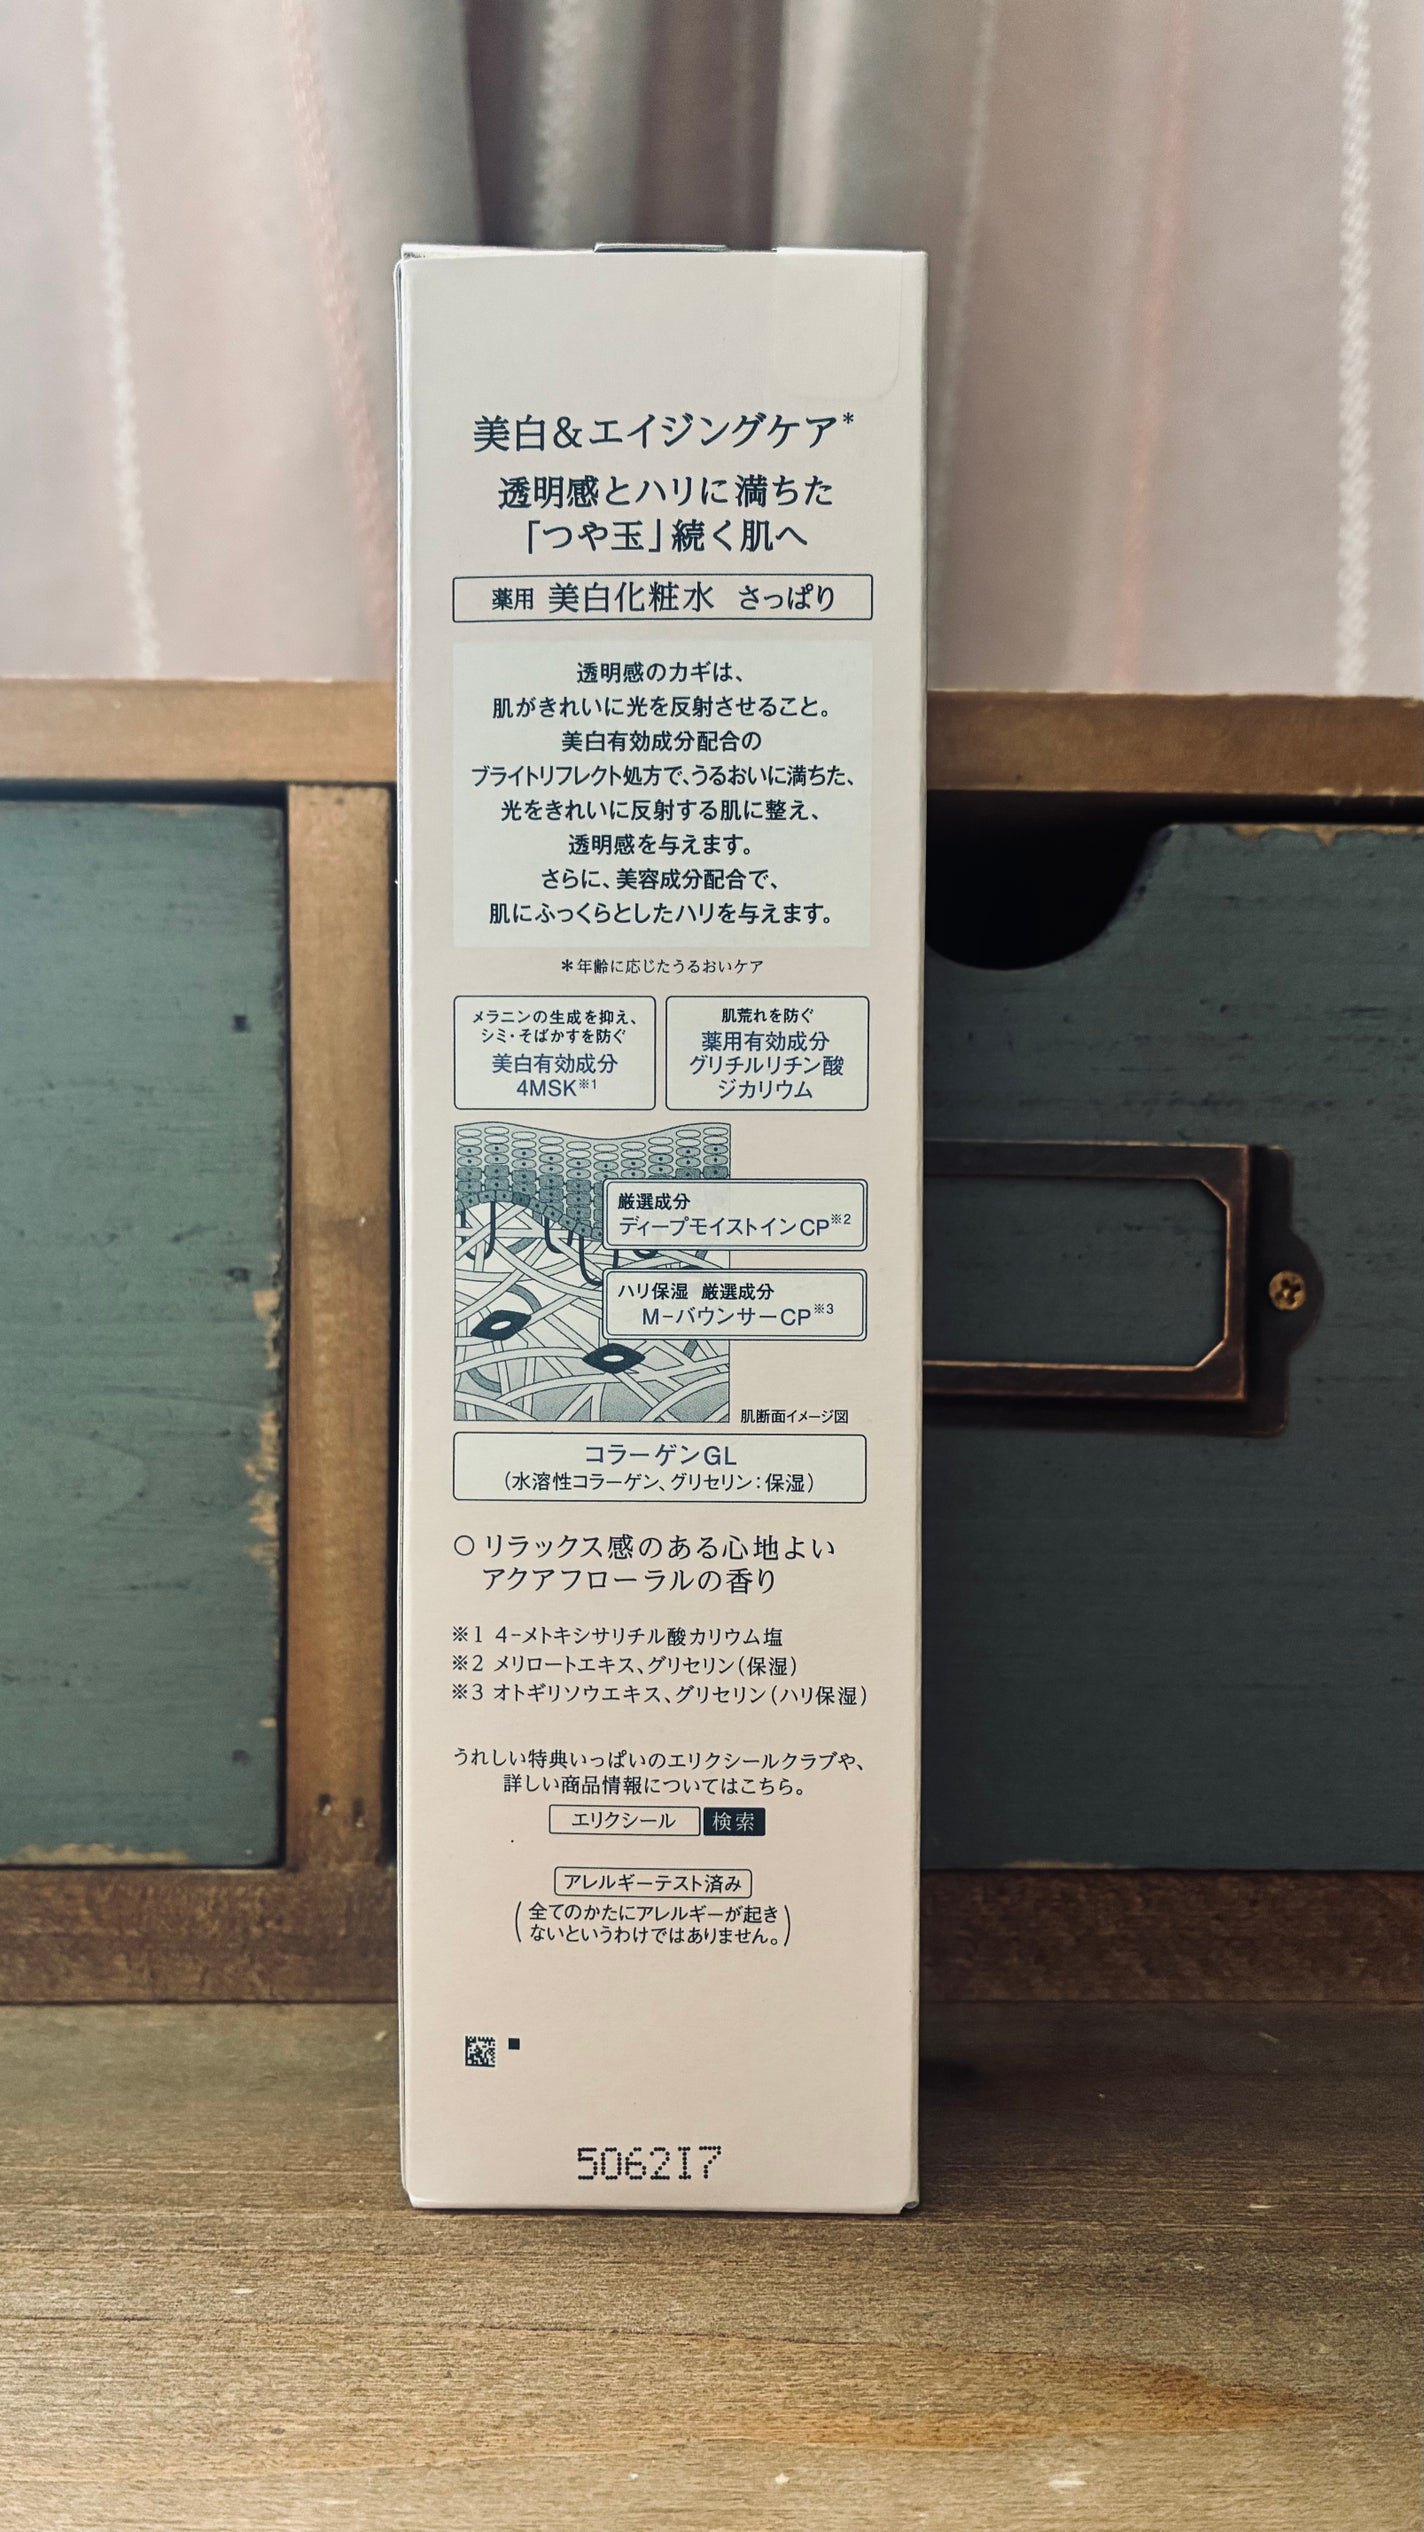 美白&エイジングケア*
透明感とハリに満ちた
「つや玉」続く肌へ
薬用 美白化粧水 さっぱり
透明感のカギは、
肌がきれいに光を反射させること。
美白有効成分配合の
ブライトリフレクト処方で、うるおいに満ちた、
光をきれいに反射する肌に整え、
透明感を与えます。
さらに、美容成分配合で、
肌にふっくらとしたハリを与えます。
*年齢に応じたうるおいケア
メラニンの生成を抑え、
シミ・そばかすを防ぐ
美白有効成分
4MSK※1
肌荒れを防ぐ
薬用有効成分
グリチルリチン酸
ジカリウム
厳選成分
ディープモイストインCP※2
ハリ保湿 厳選成分
M-バウンサーCP※3
肌断面イメージ図
コラーゲンGL
(水溶性コラーゲン、グリセリン:保湿)
○リラックス感のある心地よい
アクアフローラルの香り
※1 4-メトキシサリチル酸カリウム塩
※2 メリロートエキス、グリセリン(保湿)
※3 オトギリソウエキス、グリセリン(ハリ保湿)
うれしい特典いっぱいのエリクシールクラブや、
詳しい商品情報についてはこちら。
エリクシール 検索
アレルギーテスト済み
(全てのかたにアレルギーが起き
ないというわけではありません。)
5062I7